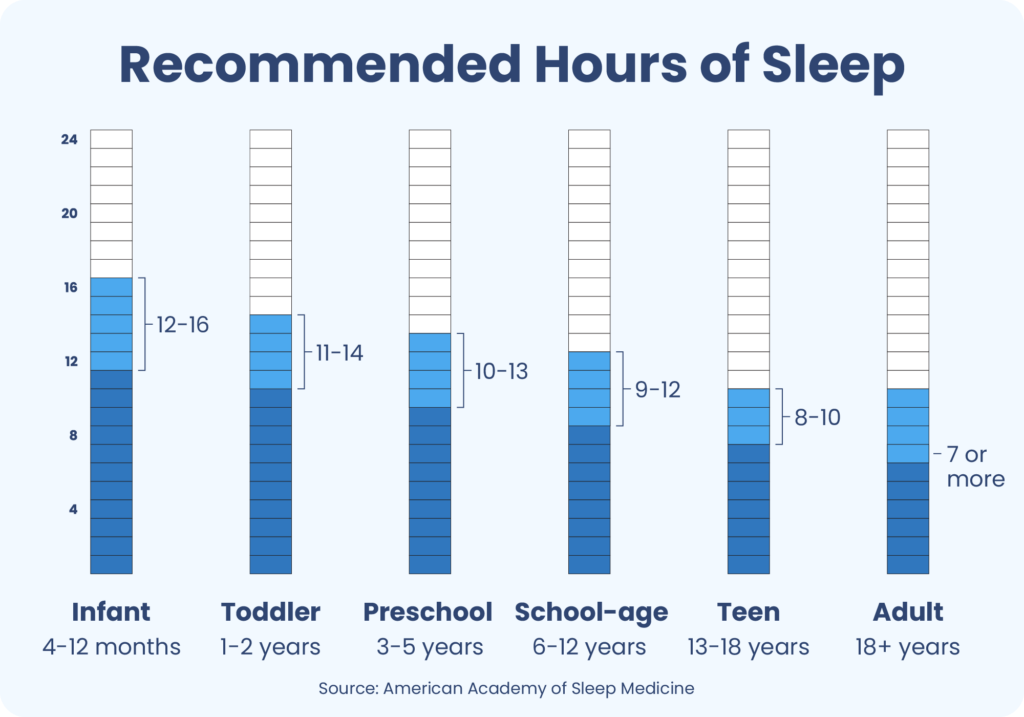 Recommended Hours of Sleep
24
20
16
12
8
4
12-16
11-14
10-13
9-12
8-10
7 or
more
Infant
4-12 months
Toddler
1-2 years
Preschool
3-5 years
School-age
6-12 years
Teen
13-18 years
Adult
18+ years
Source: American Academy of Sleep Medicine